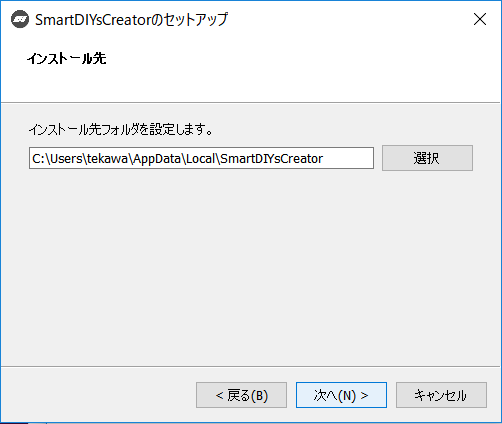 SmartDIYsCreatorのセットアップ
インストール先
インストール先フォルダを設定します。
C:\Users\tekawa\AppData\Local\SmartDIYsCreator
選択
< 戻る(B)
次へ(N) >
キャンセル